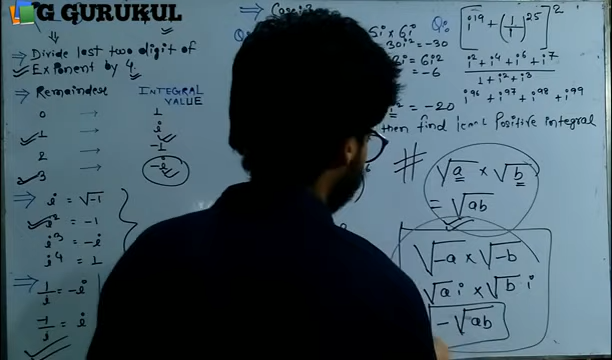 G GURUKUL
⇒ Divide last two digit of
Exponent by 4.
⇒ Remainder INTEGRAL
VALUE
0 → 1
1 → i
2 → -1
3 → -i
⇒ i = √-1
i² = -1
i³ = -i
i⁴ = 1
⇒ 1/i = -i
-1/i = i
5i × 6i
30i² = -30
6i²
= -6
= -20
[i¹⁹ + (1/i)²⁵]²
i² + i⁴ + i⁶ + i⁷
1 + i² + i³
i⁹⁶ + i⁹⁷ + i⁹⁸ + i⁹⁹
then find Positive integral
# √a × √b
= √ab
√-a × √-b
√a i × √b i
-√ab